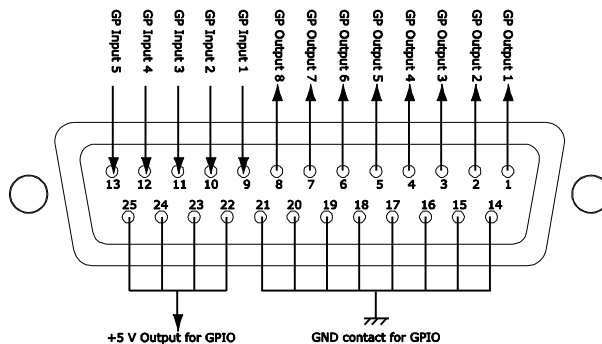 GP Input 5
GP Input 4
GP Input 3
GP Input 2
GP Input 1
GP Output 8
GP Output 7
GP Output 6
GP Output 5
GP Output 4
GP Output 3
GP Output 2
GP Output 1
13 12 11 10 9 8 7 6 5 4 3 2 1
25 24 23 22 21 20 19 18 17 16 15 14
+5 V Output for GPIO GND contact for GPIO